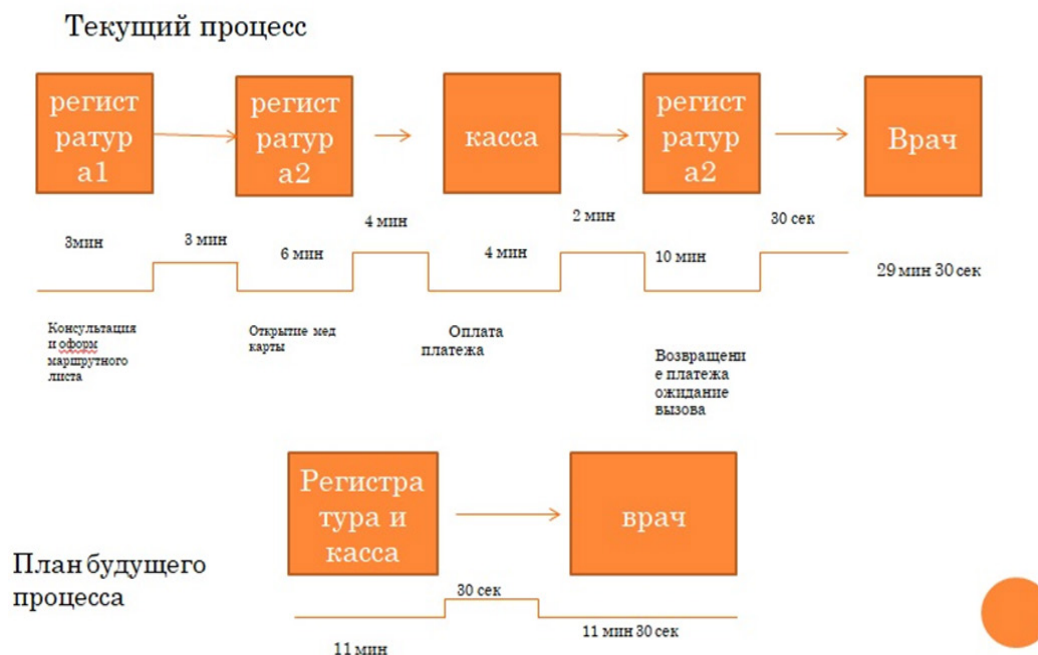 Текущий процесс
регист
ратур
а1
регист
ратур
а2
касса
регист
ратур
а2
Врач
3мин
3 мин
6 мин
4 мин
4 мин
2 мин
10 мин
30 сек
29 мин 30 сек
Консультация
и оформ
маршрутного
листа
Открытие мед
карты
Оплата
платежа
Возвращени
е платежа
ожидание
вызова
Регистра
тура и
касса
врач
План будущего
процесса
30 сек
11 мин
11 мин 30 сек